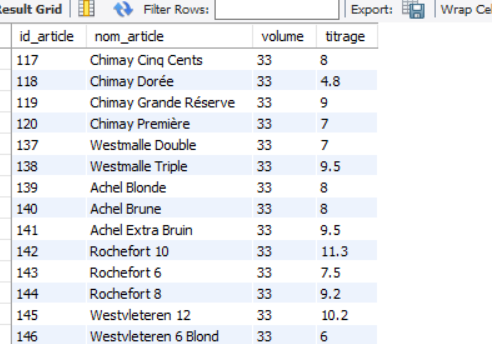 Result Grid Filter Rows: Export: Wrap Cel
id_article nom_article volume titrage
117 Chimay Cinq Cents 33 8
118 Chimay Dorée 33 4.8
119 Chimay Grande Réserve 33 9
120 Chimay Première 33 7
137 Westmalle Double 33 7
138 Westmalle Triple 33 9.5
139 Achel Blonde 33 8
140 Achel Brune 33 8
141 Achel Extra Bruin 33 9.5
142 Rochefort 10 33 11.3
143 Rochefort 6 33 7.5
144 Rochefort 8 33 9.2
145 Westvleteren 12 33 10.2
146 Westvleteren 6 Blond 33 6